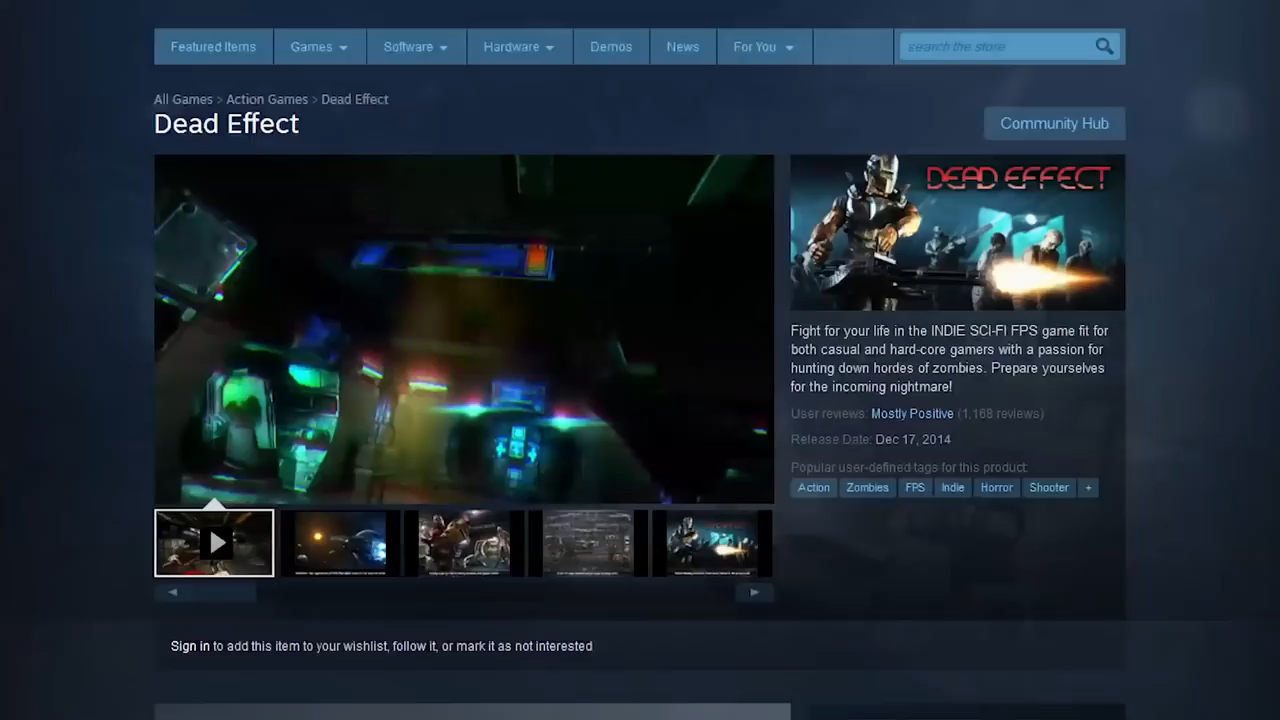 Featured Items Games Software Hardware Demos News For You search the store
All Games > Action Games > Dead Effect
Dead Effect
Community Hub
DEAD EFFECT
Fight for your life in the INDIE SCI-FI FPS game fit for
both casual and hard-core gamers with a passion for
hunting down hordes of zombies. Prepare yourselves
for the incoming nightmare!
User reviews: Mostly Positive (1,168 reviews)
Release Date: Dec 17, 2014
Popular user-defined tags for this product:
Action Zombies FPS Indie Horror Shooter +
Sign in to add this item to your wishlist, follow it, or mark it as not interested